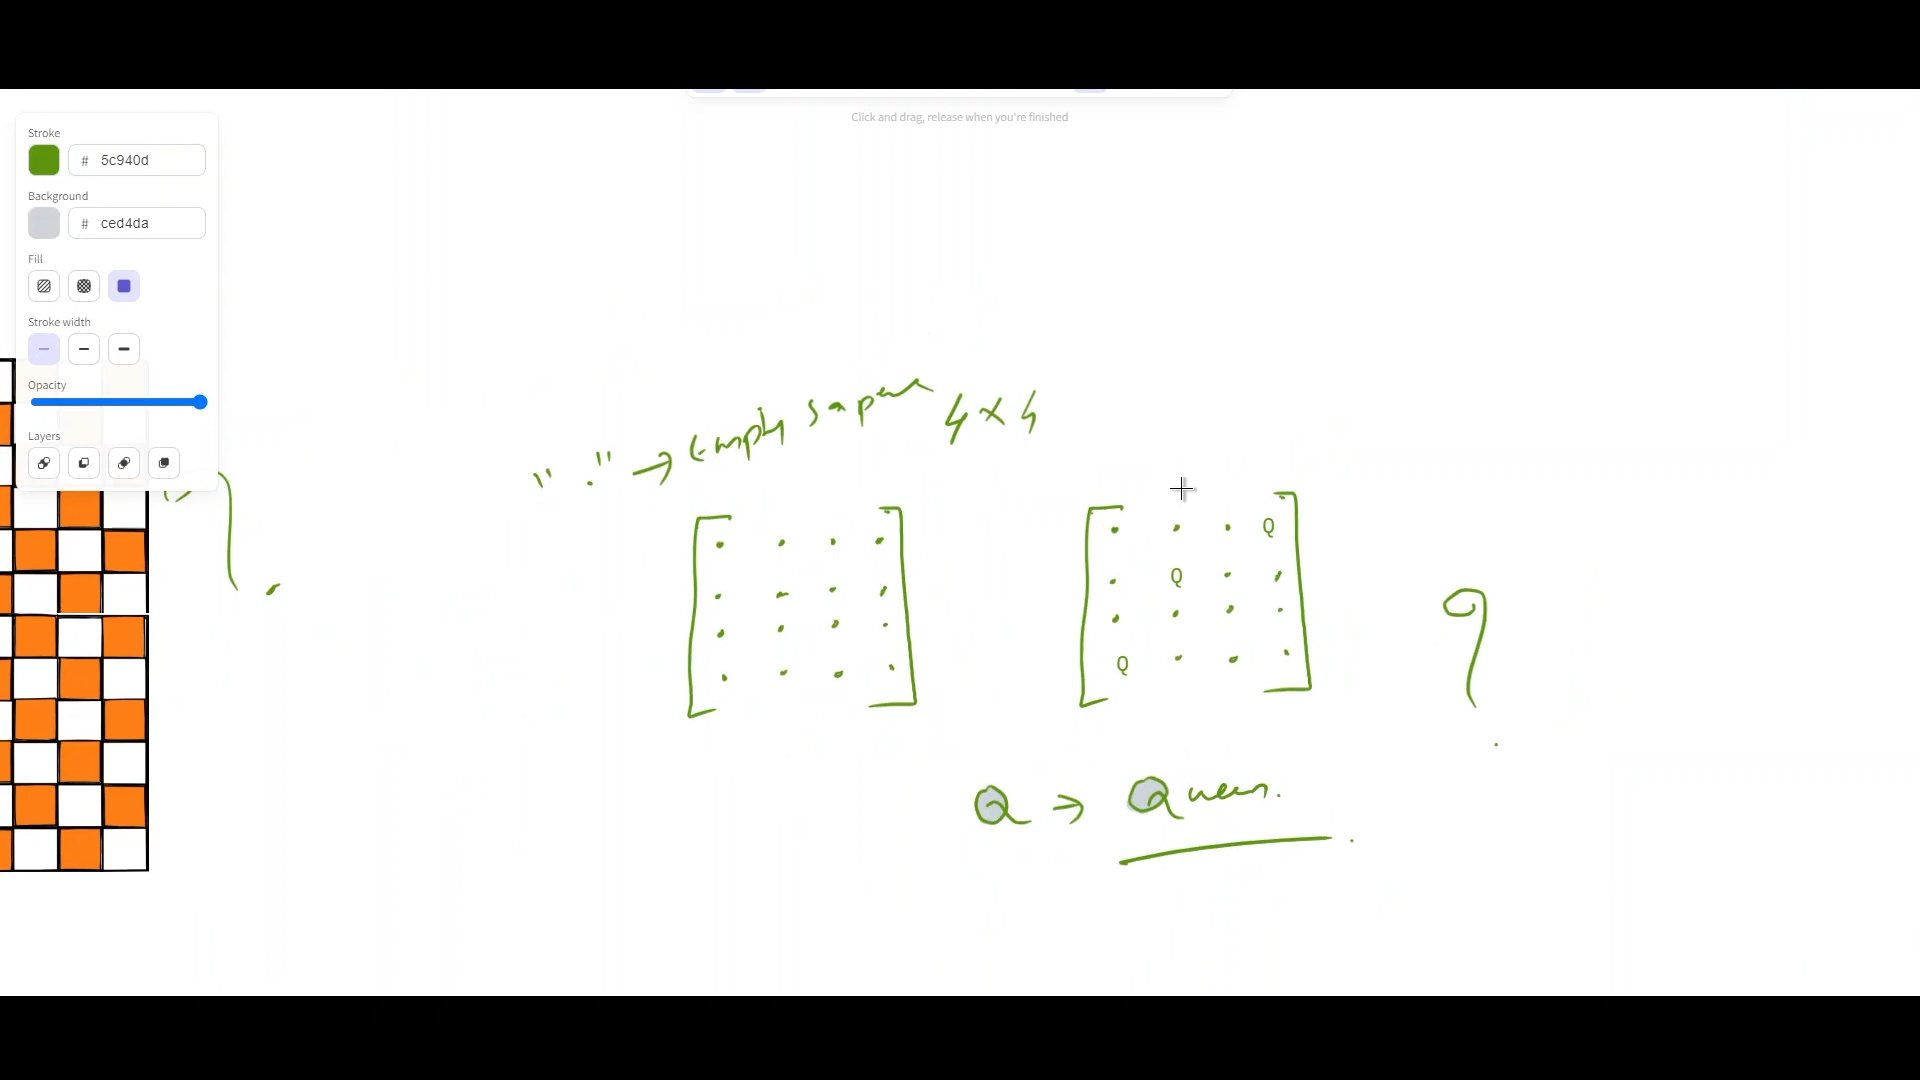 Click and drag, release when you're finished
Stroke
# 5c940d
Background
# ced4da
Fill
Stroke width
Opacity
Layers
" . " → Empty 4 × 4
. . . .
. . . .
. . . .
. . . .
. . . Q
. Q . .
. . . .
Q . . .
Q → Queen.